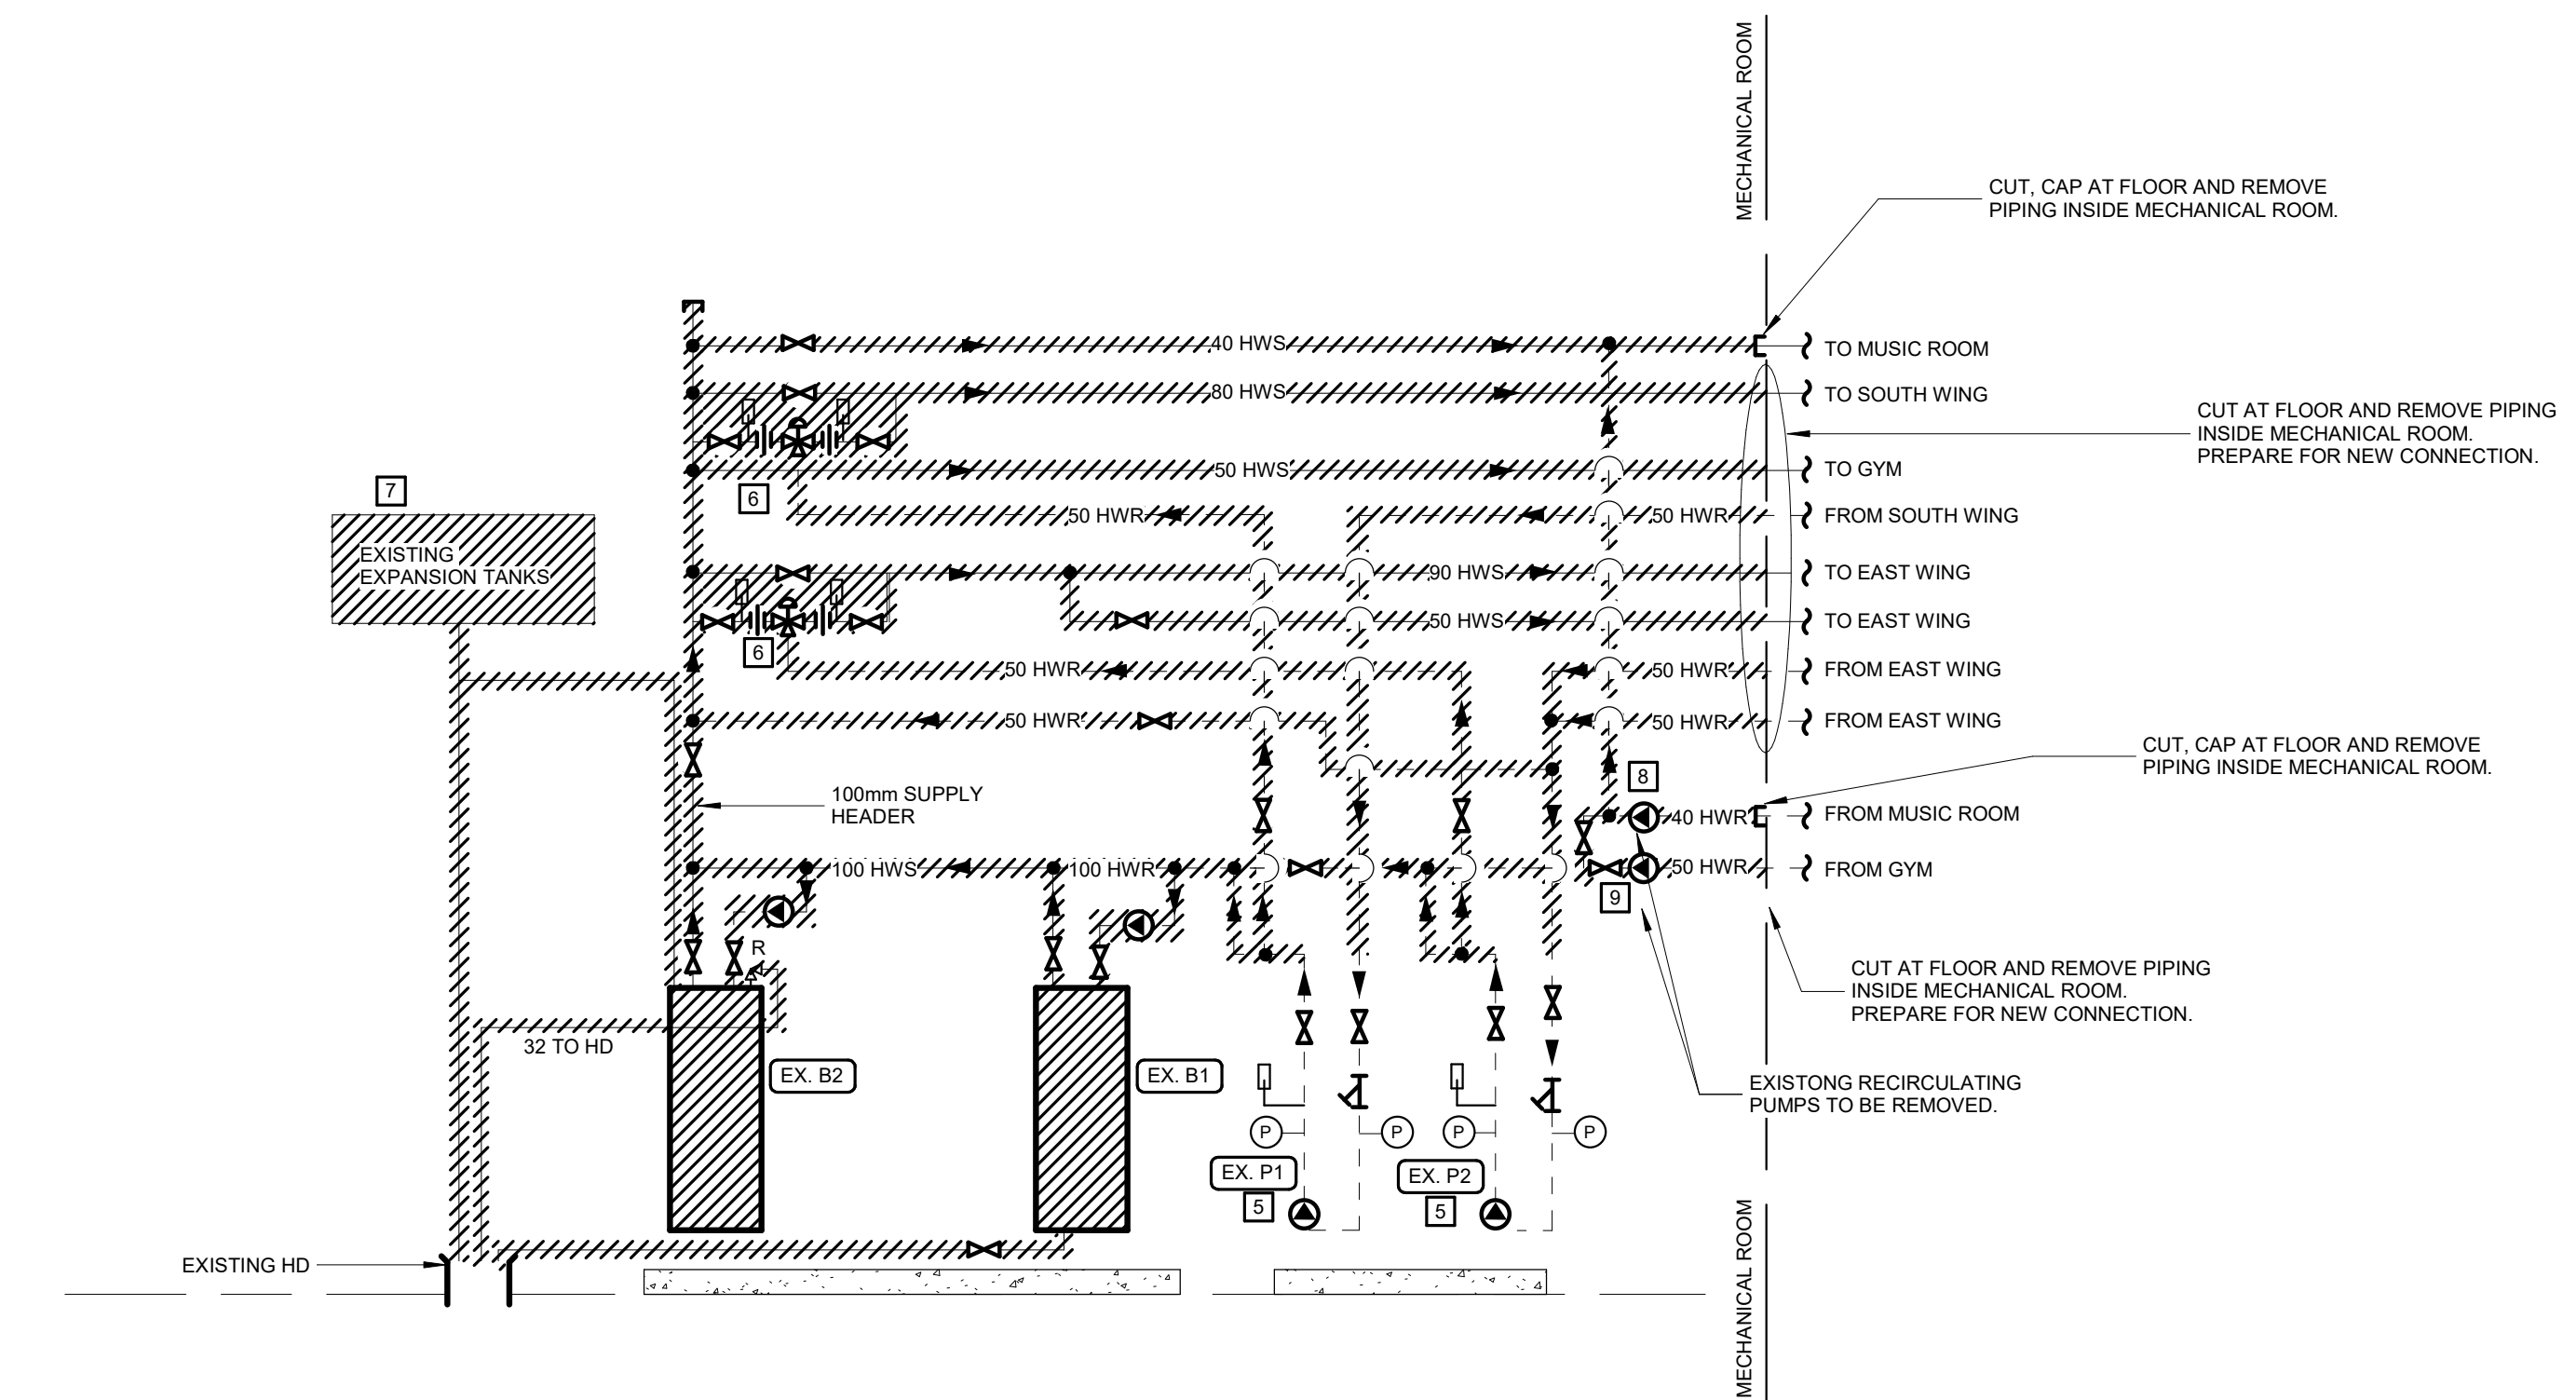 MECHANICAL ROOM
CUT, CAP AT FLOOR AND REMOVE
PIPING INSIDE MECHANICAL ROOM.
40 HWS
TO MUSIC ROOM
80 HWS
TO SOUTH WING
CUT AT FLOOR AND REMOVE PIPING
INSIDE MECHANICAL ROOM.
PREPARE FOR NEW CONNECTION.
50 HWS
TO GYM
7
6
50 HWR
50 HWR
FROM SOUTH WING
EXISTING
EXPANSION TANKS
90 HWS
TO EAST WING
50 HWS
TO EAST WING
6
50 HWR
50 HWR
FROM EAST WING
50 HWR
50 HWR
FROM EAST WING
CUT, CAP AT FLOOR AND REMOVE
PIPING INSIDE MECHANICAL ROOM.
8
100mm SUPPLY
HEADER
40 HWR
FROM MUSIC ROOM
100 HWS
100 HWR
50 HWR
FROM GYM
9
R
CUT AT FLOOR AND REMOVE PIPING
INSIDE MECHANICAL ROOM.
PREPARE FOR NEW CONNECTION.
32 TO HD
EX. B2
EX. B1
EXISTONG RECIRCULATING
PUMPS TO BE REMOVED.
P
P
P
P
EX. P1
EX. P2
5
5
EXISTING HD
MECHANICAL ROOM